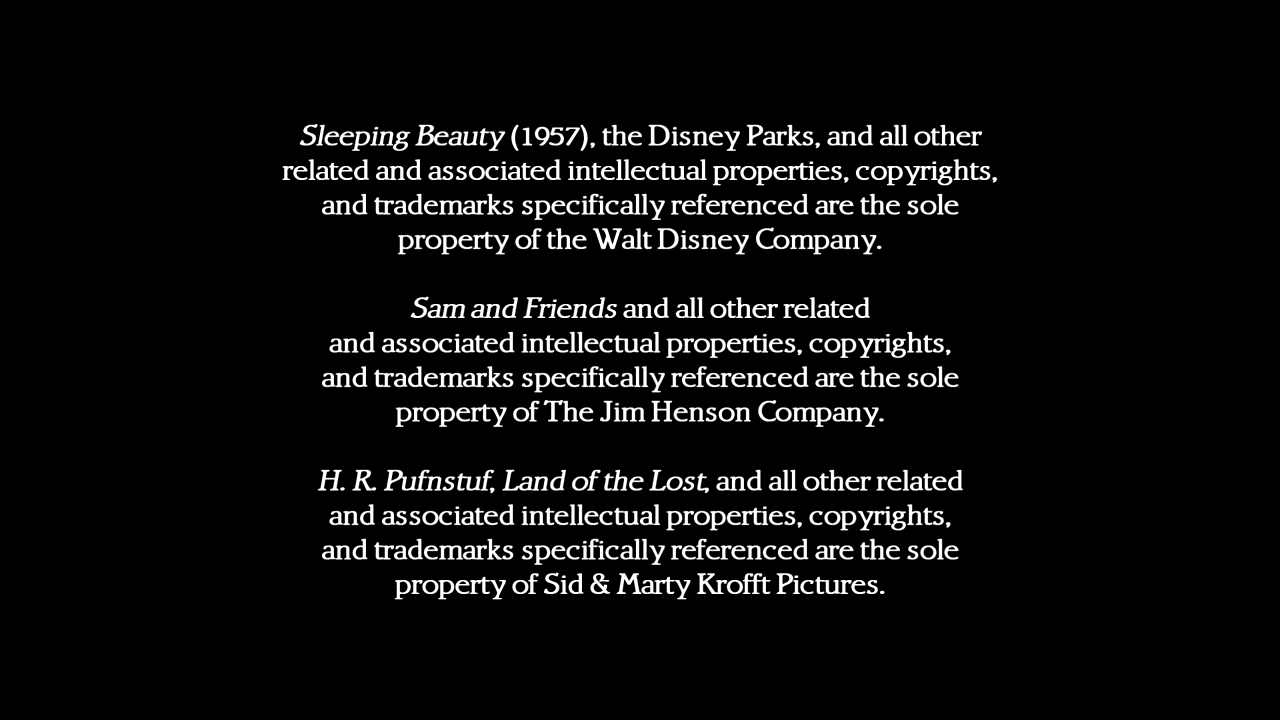 Sleeping Beauty (1957), the Disney Parks, and all other
related and associated intellectual properties, copyrights,
and trademarks specifically referenced are the sole
property of the Walt Disney Company.
Sam and Friends and all other related
and associated intellectual properties, copyrights,
and trademarks specifically referenced are the sole
property of The Jim Henson Company.
H. R. Pufnstuf, Land of the Lost, and all other related
and associated intellectual properties, copyrights,
and trademarks specifically referenced are the sole
property of Sid & Marty Krofft Pictures.